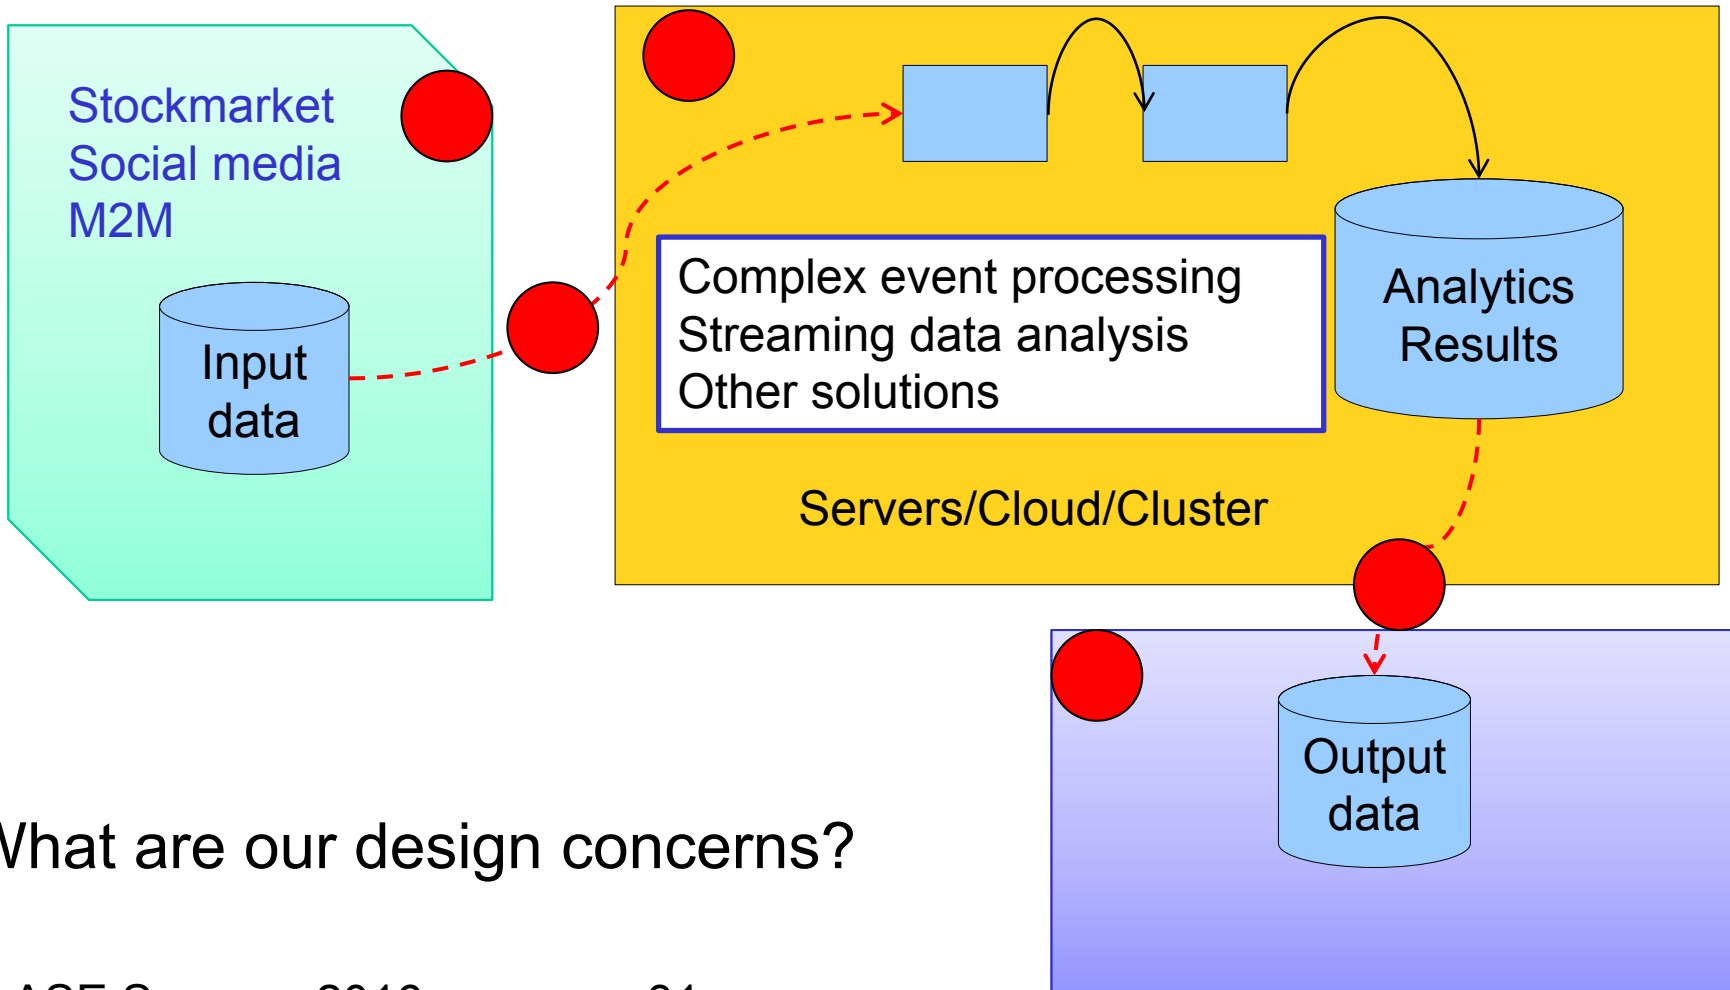 Stockmarket
Social media
M2M
Input
data
Complex event processing
Streaming data analysis
Other solutions
Analytics
Results
Servers/Cloud/Cluster
Output
data
What are our design concerns?